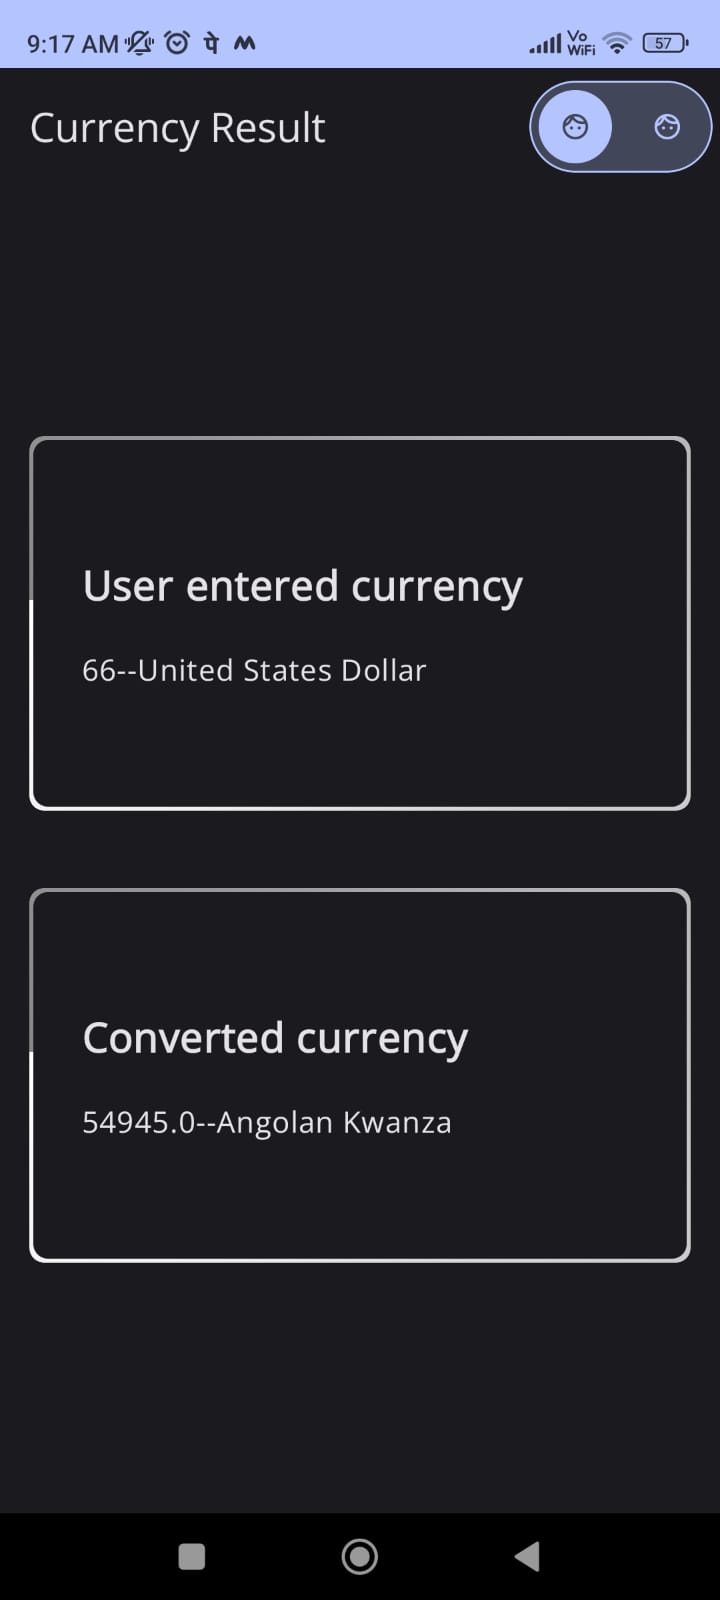 9:17 AM पे Vo WiFi 57
Currency Result
User entered currency
66--United States Dollar
Converted currency
54945.0--Angolan Kwanza